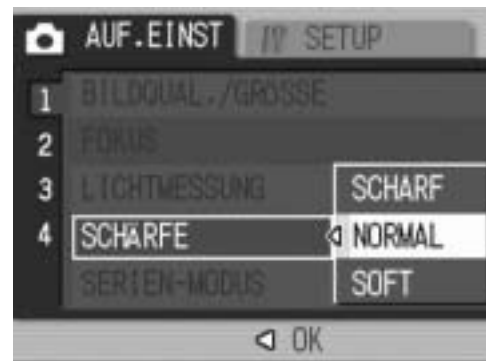 AUF.EINST SETUP
1 BILDQUAL./GRÖSSE
2 FOKUS
3 LICHTMESSUNG SCHARF
4 SCHÄRFE NORMAL
SERIEN-MODUS SOFT
OK